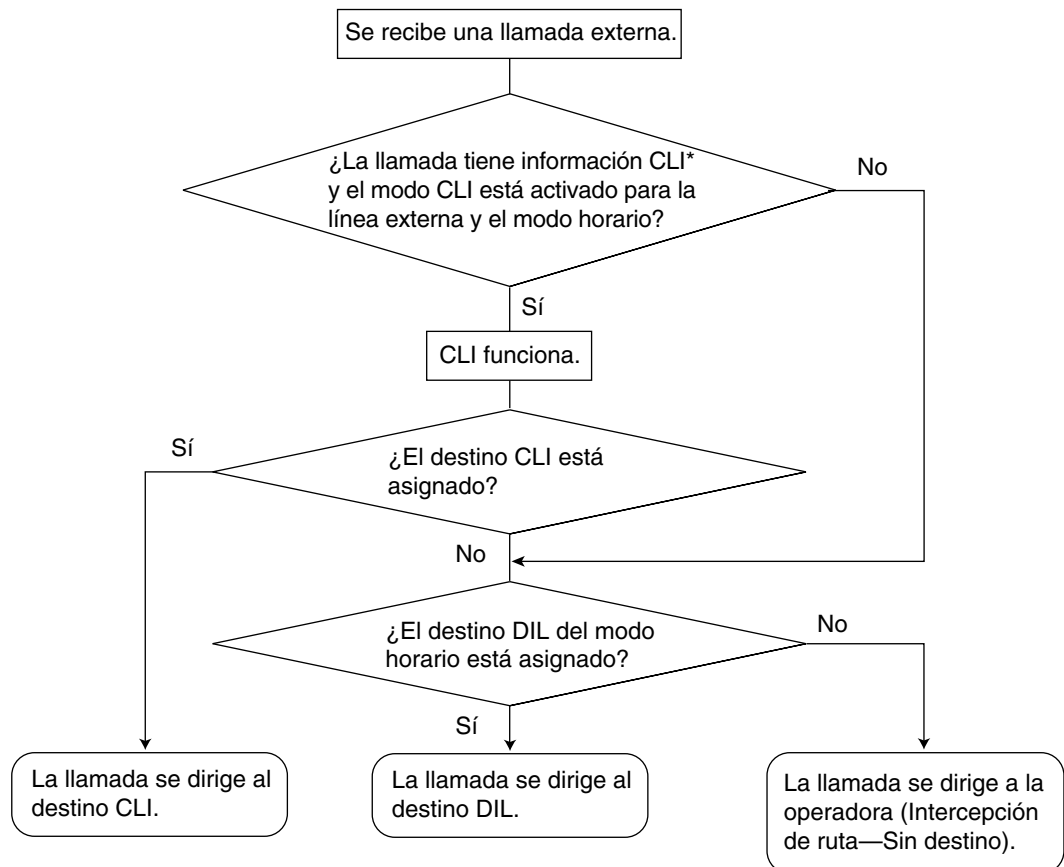 Se recibe una llamada externa.
¿La llamada tiene información CLI*
y el modo CLI está activado para la
línea externa y el modo horario?
No
Sí
CLI funciona.
Sí
¿El destino CLI está
asignado?
No
¿El destino DIL del modo
horario está asignado?
No
Sí
La llamada se dirige al
destino CLI.
La llamada se dirige al
destino DIL.
La llamada se dirige a la
operadora (Intercepción
de ruta—Sin destino).